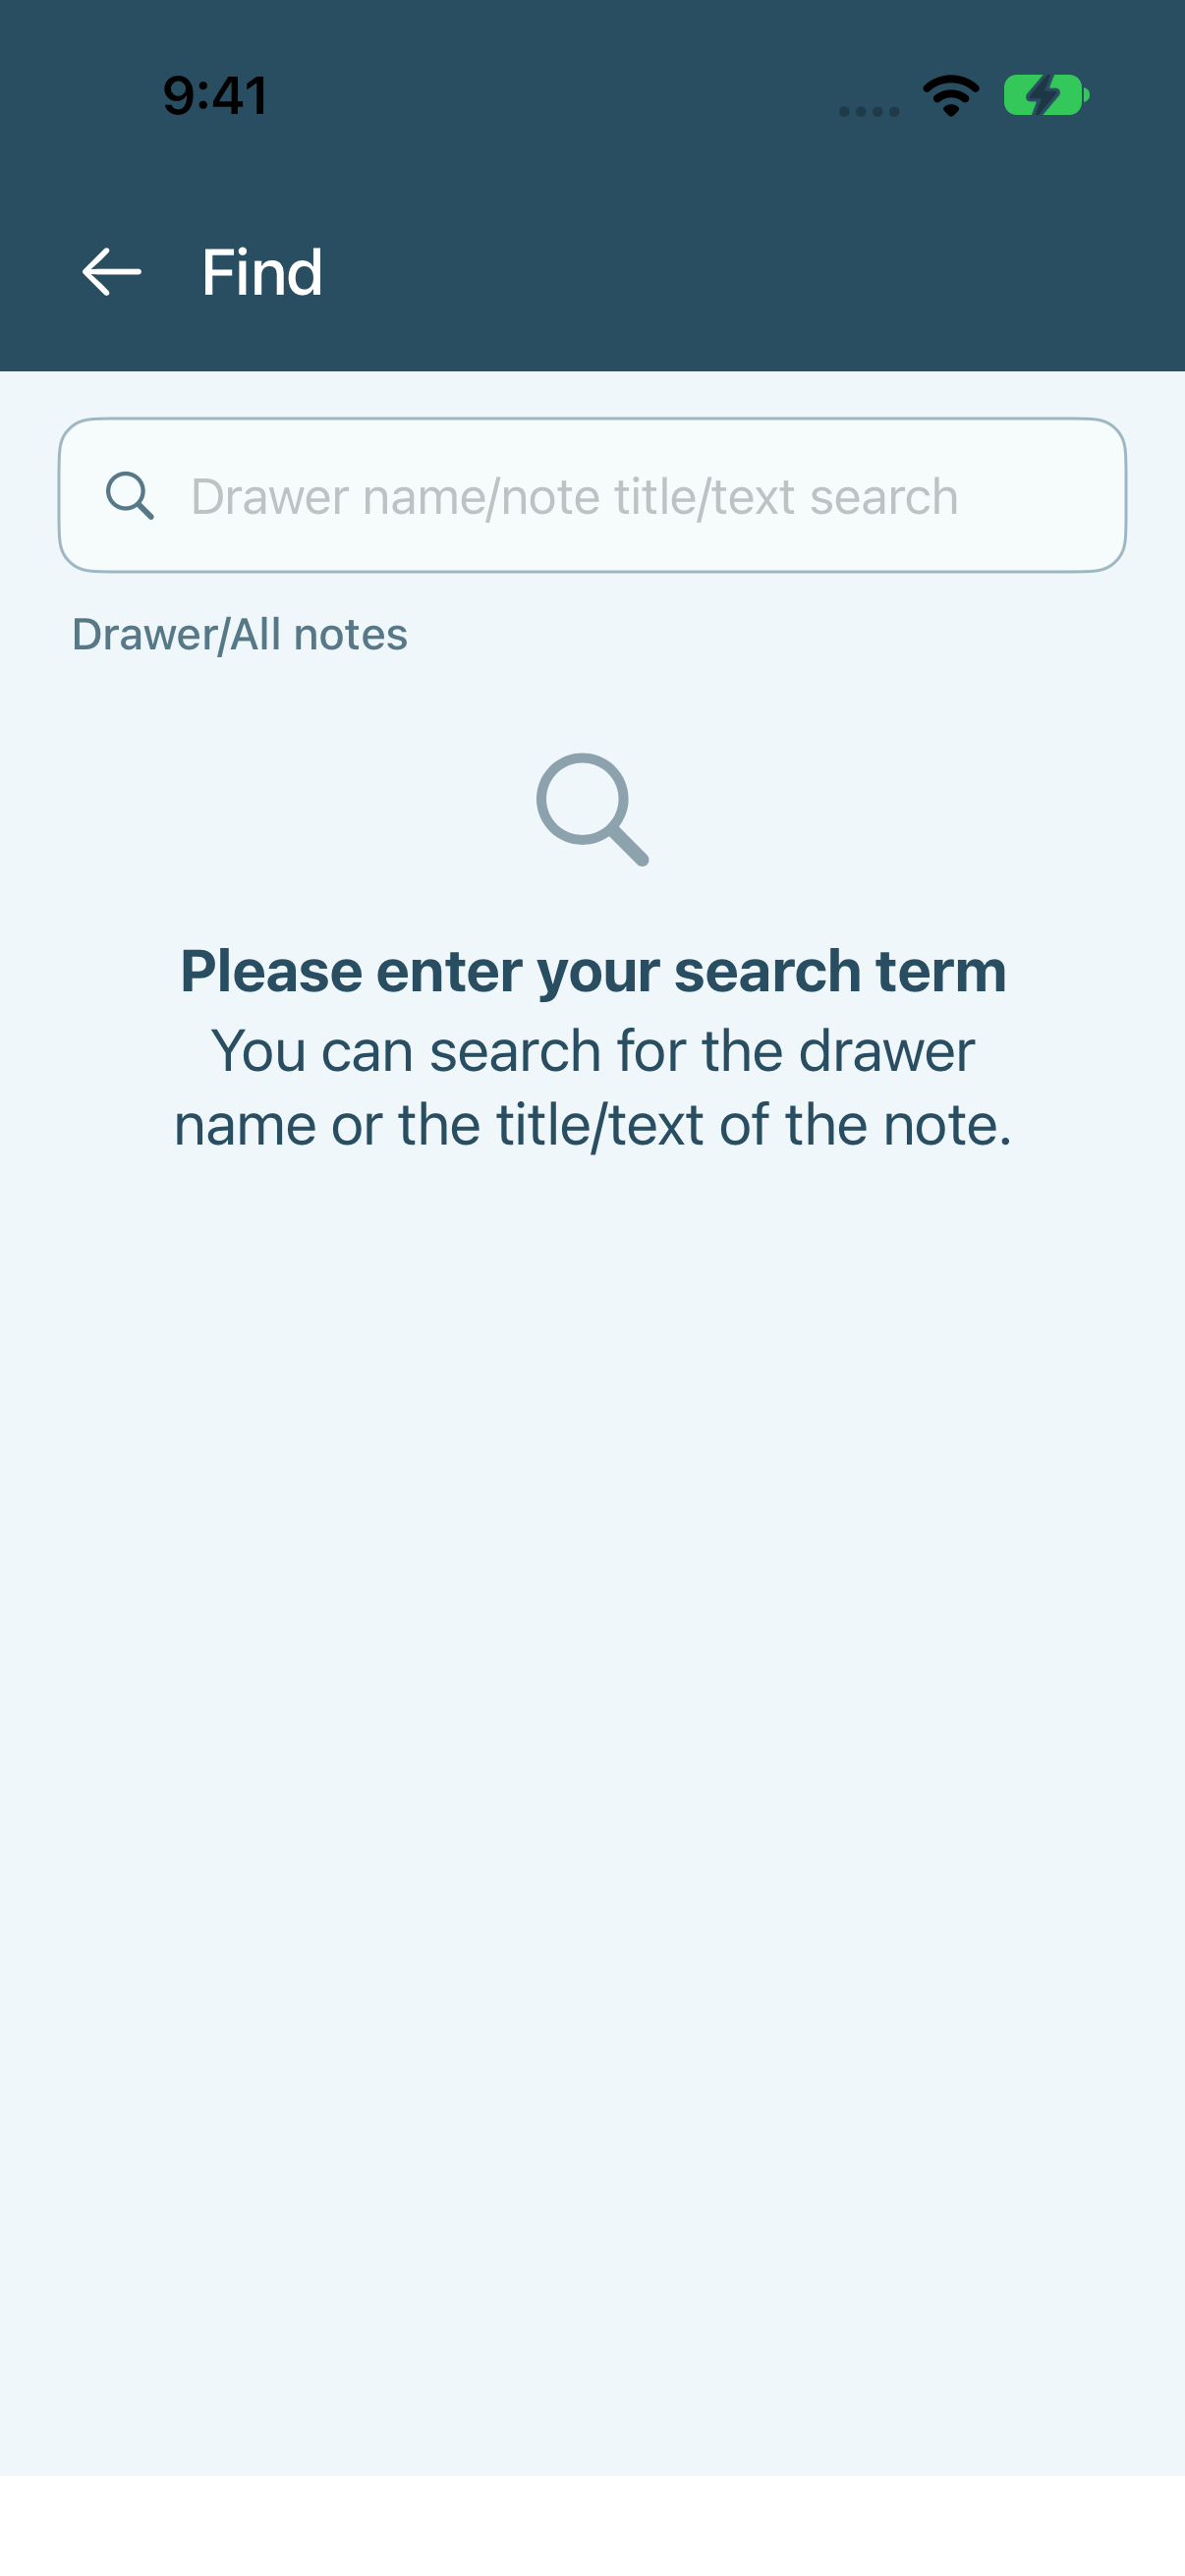 9:41
Find
Drawer name/note title/text search
Drawer/All notes
Please enter your search term
You can search for the drawer
name or the title/text of the note.